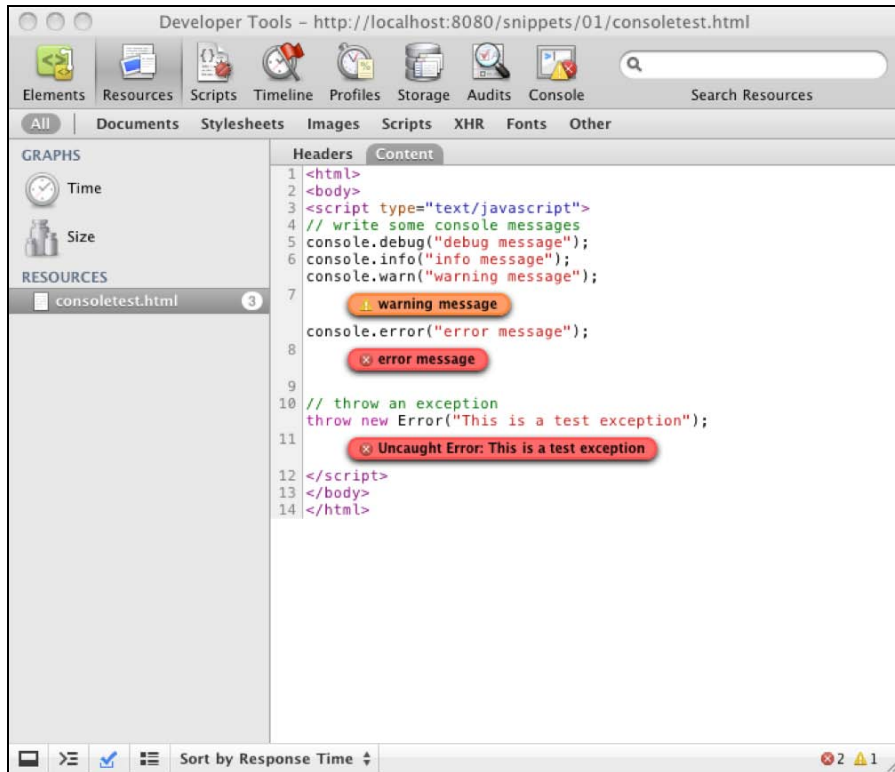 Developer Tools – http://localhost:8080/snippets/01/consoletest.html
Elements Resources Scripts Timeline Profiles Storage Audits Console Search Resources
All Documents Stylesheets Images Scripts XHR Fonts Other
GRAPHS
Time
Size
RESOURCES
consoletest.html 3
Headers Content
1 <html>
2 <body>
3 <script type="text/javascript">
4 // write some console messages
5 console.debug("debug message");
6 console.info("info message");
console.warn("warning message");
7
warning message
console.error("error message");
8
error message
9
10 // throw an exception
throw new Error("This is a test exception");
11
Uncaught Error: This is a test exception
12 </script>
13 </body>
14 </html>
Sort by Response Time 2 1